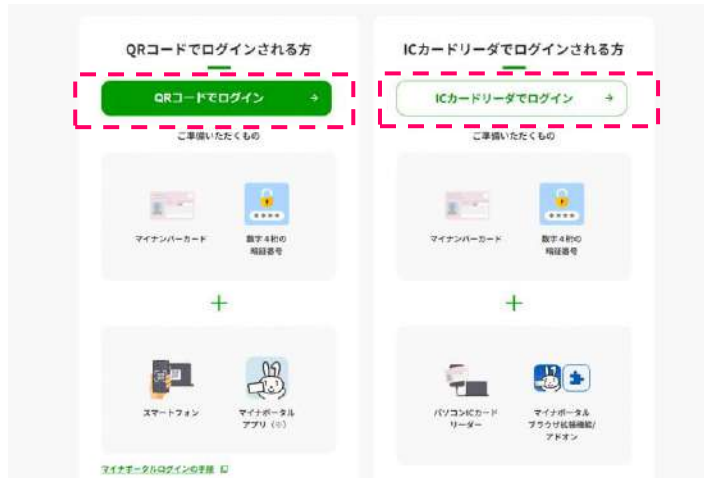 QRコードでログインされる方
QRコードでログイン →
ご準備いただくもの
マイナンバーカード
数字4桁の
暗証番号
+
スマートフォン
マイナポータル
アプリ（※）
マイナポータルログインの手順
ICカードリーダでログインされる方
ICカードリーダでログイン →
ご準備いただくもの
マイナンバーカード
数字4桁の
暗証番号
+
パソコンICカード
リーダー
マイナポータル
ブラウザ拡張機能/
アドオン